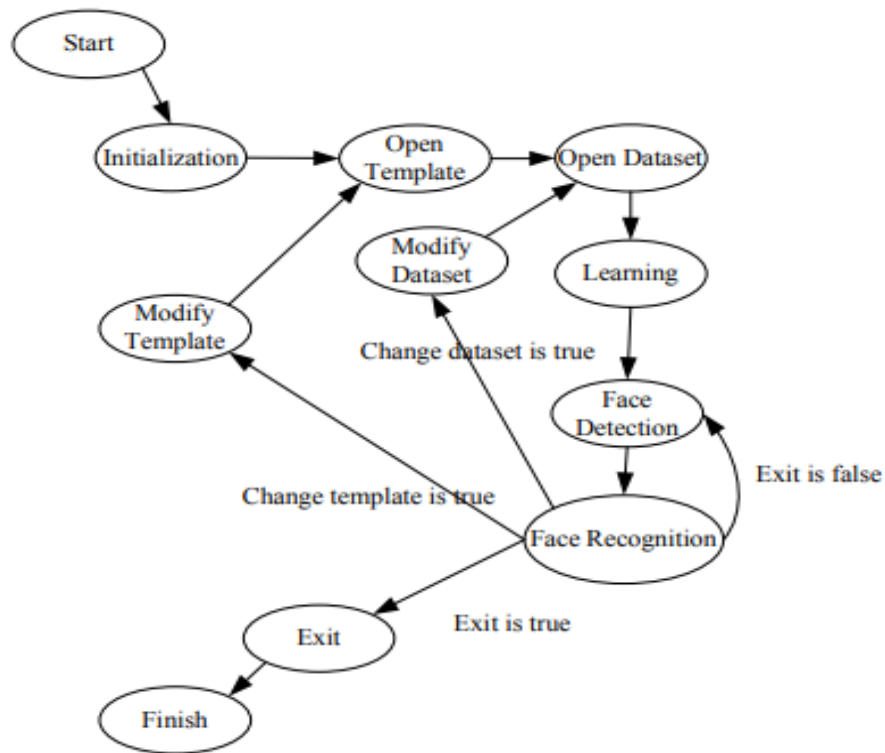 Start
Initialization
Open
Template
Open Dataset
Modify
Dataset
Learning
Modify
Template
Change dataset is true
Face
Detection
Exit is false
Change template is true
Face Recognition
Exit is true
Exit
Finish